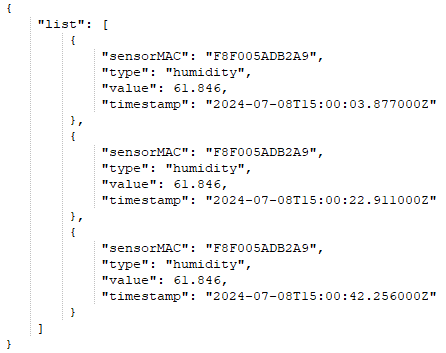 {
"list": [
{
"sensorMAC": "F8F005ADB2A9",
"type": "humidity",
"value": 61.846,
"timestamp": "2024-07-08T15:00:03.877000Z"
},
{
"sensorMAC": "F8F005ADB2A9",
"type": "humidity",
"value": 61.846,
"timestamp": "2024-07-08T15:00:22.911000Z"
},
{
"sensorMAC": "F8F005ADB2A9",
"type": "humidity",
"value": 61.846,
"timestamp": "2024-07-08T15:00:42.256000Z"
}
]
}